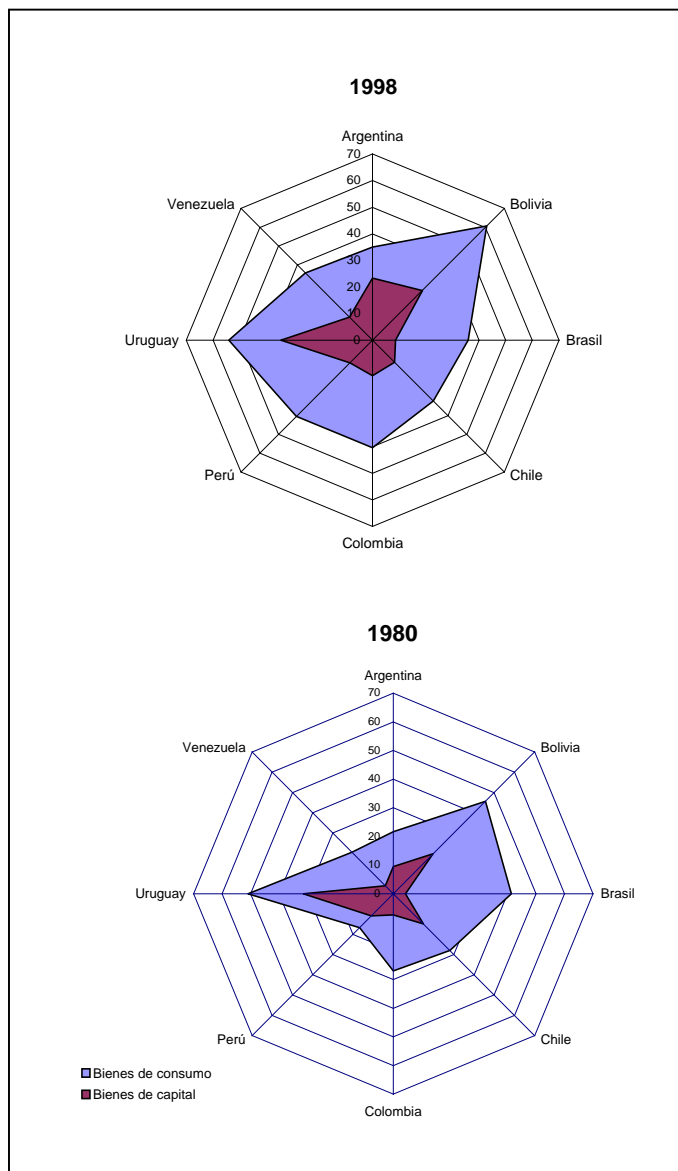 1998
Argentina
70
60
50
40
30
20
10
0
Venezuela
Bolivia
Uruguay
Brasil
Perú
Chile
Colombia
1980
Argentina
70
60
50
40
30
20
10
0
Venezuela
Bolivia
Uruguay
Brasil
Perú
Chile
Colombia
Bienes de consumo
Bienes de capital